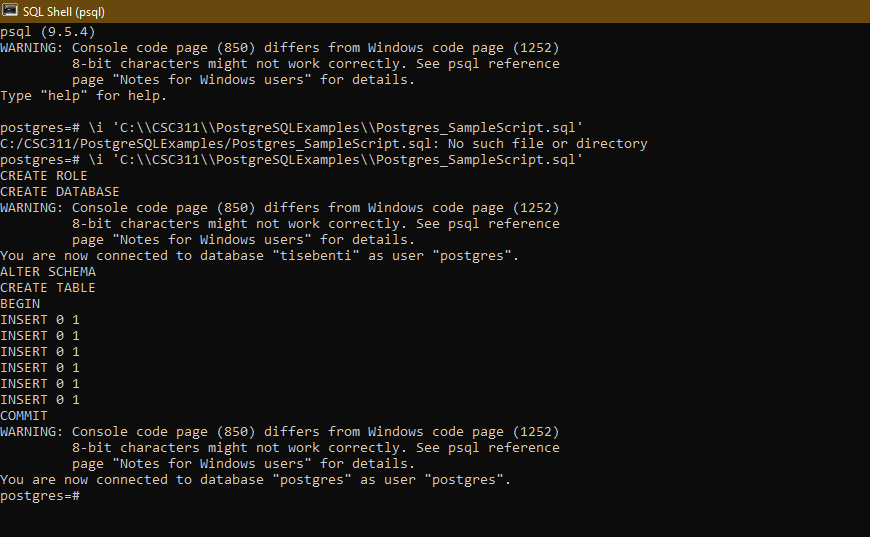 SQL Shell (psql)
psql (9.5.4)
WARNING: Console code page (850) differs from Windows code page (1252)
         8-bit characters might not work correctly. See psql reference
         page "Notes for Windows users" for details.
Type "help" for help.

postgres=# \i 'C:\\CSC311\\PostgreSQLExamples\\Postgres_SampleScript.sql'
C:/CSC311/PostgreSQLExamples/Postgres_SampleScript.sql: No such file or directory
postgres=# \i 'C:\\CSC311\\PostgreSQLExamples\\Postgres_SampleScript.sql'
CREATE ROLE
CREATE DATABASE
WARNING: Console code page (850) differs from Windows code page (1252)
         8-bit characters might not work correctly. See psql reference
         page "Notes for Windows users" for details.
You are now connected to database "tisebenti" as user "postgres".
ALTER SCHEMA
CREATE TABLE
BEGIN
INSERT 0 1
INSERT 0 1
INSERT 0 1
INSERT 0 1
INSERT 0 1
INSERT 0 1
COMMIT
WARNING: Console code page (850) differs from Windows code page (1252)
         8-bit characters might not work correctly. See psql reference
         page "Notes for Windows users" for details.
You are now connected to database "postgres" as user "postgres".
postgres=#